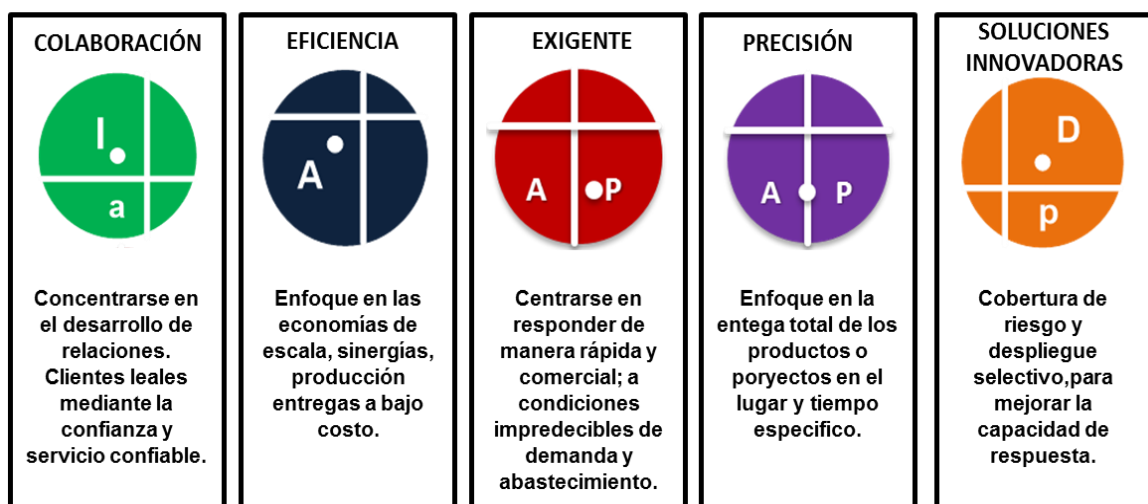 COLABORACIÓN
I
a
Concentrarse en
el desarrollo de
relaciones.
Clientes leales
mediante la
confianza y
servicio confiable.
EFICIENCIA
A
Enfoque en las
economías de
escala, sinergías,
producción
entregas a bajo
costo.
EXIGENTE
A P
Centrarse en
responder de
manera rápida y
comercial; a
condiciones
impredecibles de
demanda y
abastecimiento.
PRECISIÓN
A P
Enfoque en la
entega total de los
productos o
poryectos en el
lugar y tiempo
especifico.
SOLUCIONES
INNOVADORAS
D
p
Cobertura de
riesgo y
despliegue
selectivo,para
mejorar la
capacidad de
respuesta.